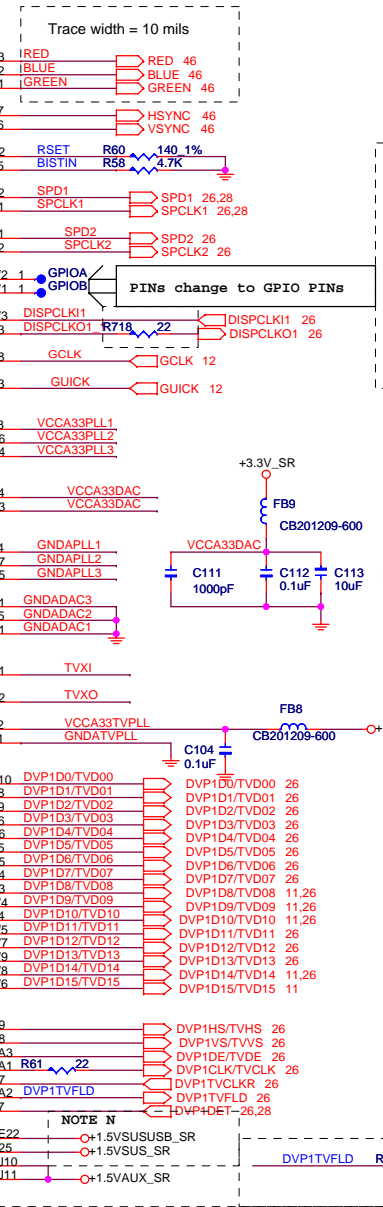 Trace width = 10 mils
RED RED 46
BLUE BLUE 46
GREEN GREEN 46
HSYNC 46
VSYNC 46
RSET R60 140_1%
BISTIN R58 4.7K
SPD1 SPD1 26,28
SPCLK1 SPCLK1 26,28
SPD2 SPD2 26
SPCLK2 SPCLK2 26
1 GPIOA
1 GPIOB
PINs change to GPIO PINs
DISPCLKI1 DISPCLKI1 26
DISPCLKO1 R718 22 DISPCLKO1 26
GCLK GCLK 12
GUICK GUICK 12
VCCA33PLL1
VCCA33PLL2
VCCA33PLL3
+3.3V_SR
FB9
CB201209-600
VCCA33DAC
VCCA33DAC
VCCA33DAC
C111
1000pF
C112
0.1uF
C113
10uF
GNDAPLL1
GNDAPLL2
GNDAPLL3
GNDADAC3
GNDADAC2
GNDADAC1
TVXI
TVXO
VCCA33TVPLL
GNDATVPLL
FB8
CB201209-600
+
C104
0.1uF
DVP1D0/TVD00 DVP1D0/TVD00 26
DVP1D1/TVD01 DVP1D1/TVD01 26
DVP1D2/TVD02 DVP1D2/TVD02 26
DVP1D3/TVD03 DVP1D3/TVD03 26
DVP1D4/TVD04 DVP1D4/TVD04 26
DVP1D5/TVD05 DVP1D5/TVD05 26
DVP1D6/TVD06 DVP1D6/TVD06 26
DVP1D7/TVD07 DVP1D7/TVD07 26
DVP1D8/TVD08 DVP1D8/TVD08 11,26
DVP1D9/TVD09 DVP1D9/TVD09 11,26
DVP1D10/TVD10 DVP1D10/TVD10 11,26
DVP1D11/TVD11 DVP1D11/TVD11 26
DVP1D12/TVD12 DVP1D12/TVD12 26
DVP1D13/TVD13 DVP1D13/TVD13 26
DVP1D14/TVD14 DVP1D14/TVD14 11,26
DVP1D15/TVD15 DVP1D15/TVD15 11
DVP1HS/TVHS 26
DVP1VS/TVVS 26
DVP1DE/TVDE 26
R61 22 DVP1CLK/TVCLK 26
DVP1TVCLKR 26
DVP1TVFLD DVP1TVFLD 26
DVP1DET 26,28
NOTE N
E22 +1.5VSUSUSB_SR
25 +1.5VSUS_SR
J10
J11 +1.5VAUX_SR
DVP1TVFLD R